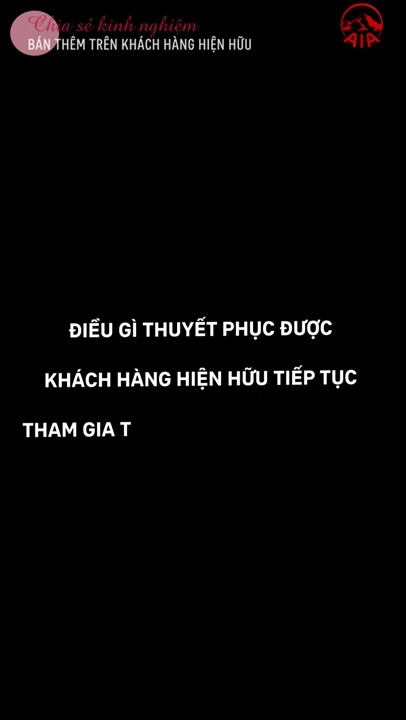 Chia sẻ kinh nghiệm
BÁN THÊM TRÊN KHÁCH HÀNG HIỆN HỮU
AIA
ĐIỀU GÌ THUYẾT PHỤC ĐƯỢC
KHÁCH HÀNG HIỆN HỮU TIẾP TỤC
THAM GIA T